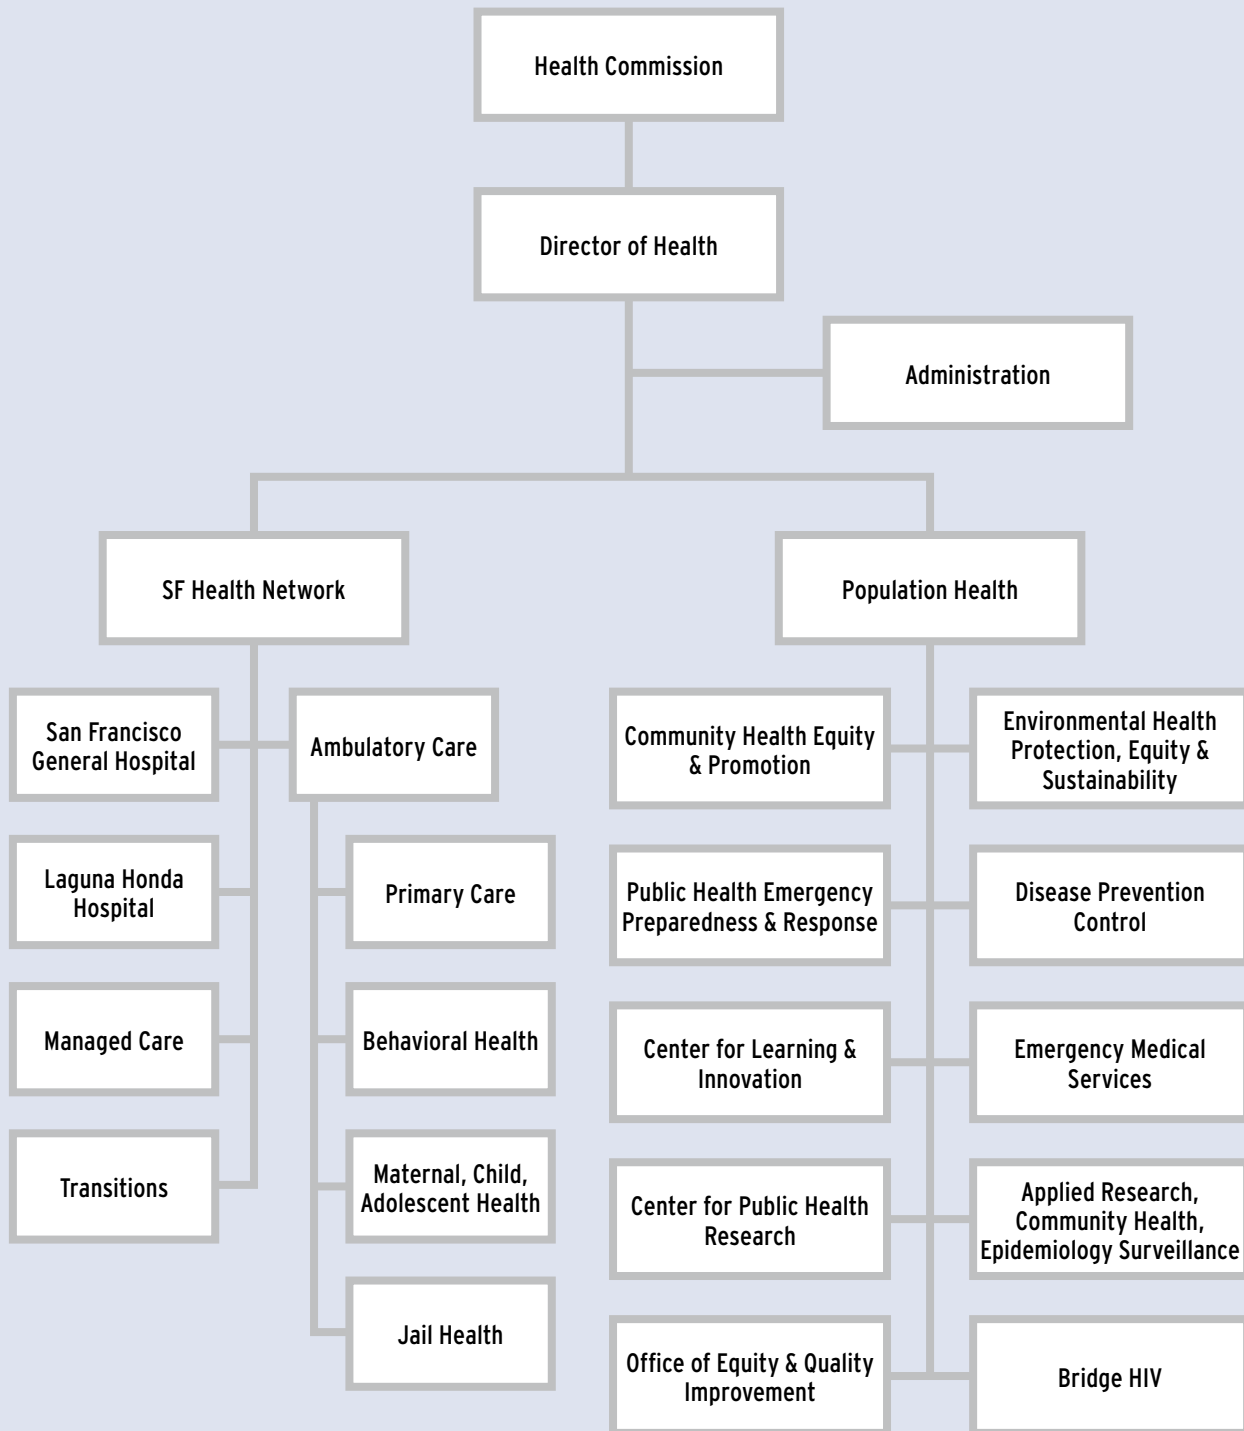 Health Commission
Director of Health
Administration
SF Health Network
Population Health
San Francisco
General Hospital
Ambulatory Care
Laguna Honda
Hospital
Primary Care
Managed Care
Behavioral Health
Transitions
Maternal, Child,
Adolescent Health
Jail Health
Community Health Equity
& Promotion
Environmental Health
Protection, Equity &
Sustainability
Public Health Emergency
Preparedness & Response
Disease Prevention
Control
Center for Learning &
Innovation
Emergency Medical
Services
Center for Public Health
Research
Applied Research,
Community Health,
Epidemiology Surveillance
Office of Equity & Quality
Improvement
Bridge HIV